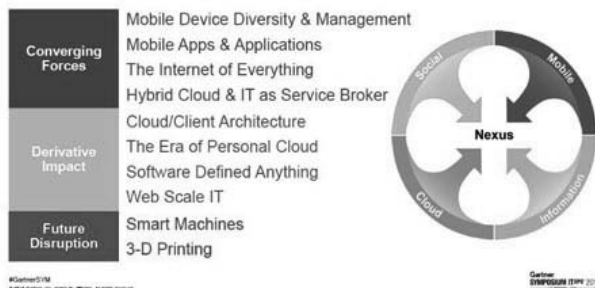 Converging
Forces
Mobile Device Diversity & Management
Mobile Apps & Applications
The Internet of Everything
Hybrid Cloud & IT as Service Broker
Derivative
Impact
Cloud/Client Architecture
The Era of Personal Cloud
Software Defined Anything
Web Scale IT
Future
Disruption
Smart Machines
3-D Printing
Social
Mobile
Nexus
Cloud
Information
#GartnerSYM
Gartner
SYMPOSIUM ITXPO